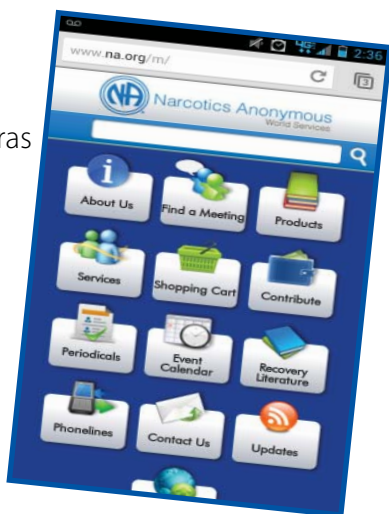 2:36
www.na.org/m/
3
NA
Narcotics Anonymous
World Services
ras
About Us
Find a Meeting
Products
Services
Shopping Cart
Contribute
Periodicals
Event
Calendar
Recovery
Literature
Phonelines
Contact Us
Updates